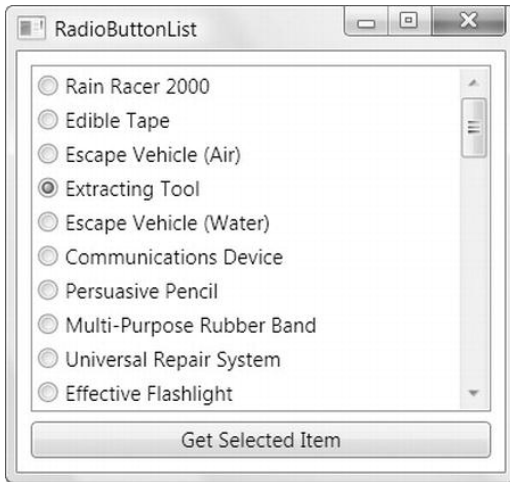 RadioButtonList
Rain Racer 2000
Edible Tape
Escape Vehicle (Air)
Extracting Tool
Escape Vehicle (Water)
Communications Device
Persuasive Pencil
Multi-Purpose Rubber Band
Universal Repair System
Effective Flashlight
Get Selected Item